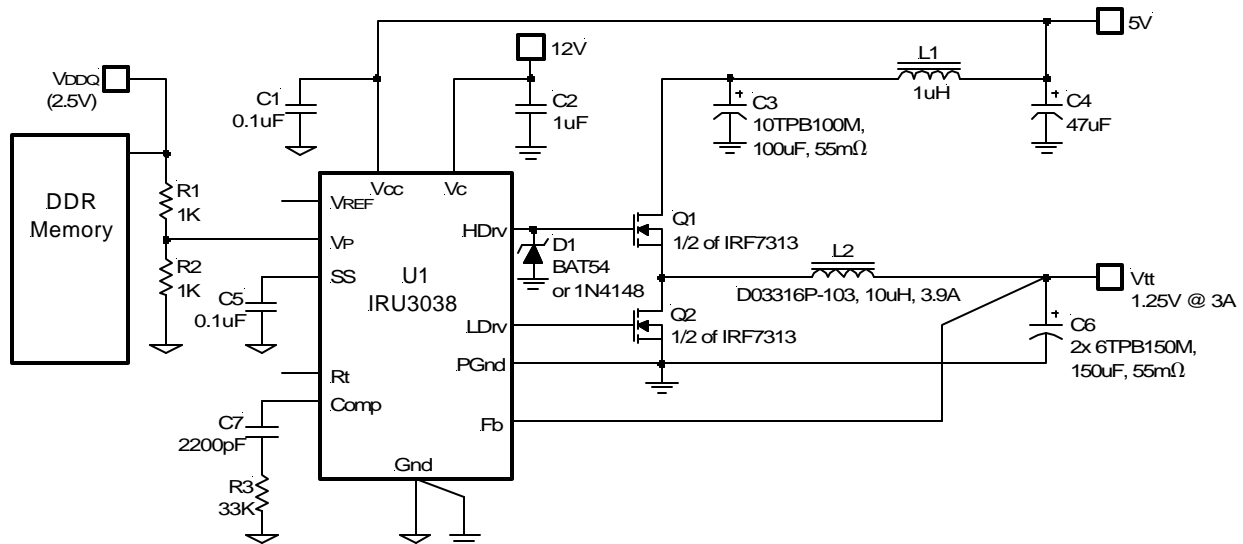 5V
12V
VDDQ
(2.5V)
L1
1uH
C1
0.1uF
C2
1uF
C3
10TPB100M,
100uF, 55mΩ
C4
47uF
DDR
Memory
R1
1K
R2
1K
Vcc
Vc
VREF
VP
SS
Rt
Comp
U1
IRU3038
HDrv
LDrv
PGnd
Fb
Gnd
C5
0.1uF
C7
2200pF
R3
33K
D1
BAT54
or 1N4148
Q1
1/2 of IRF7313
L2
D03316P-103, 10uH, 3.9A
Q2
1/2 of IRF7313
Vtt
1.25V @ 3A
C6
2x 6TPB150M,
150uF, 55mΩ